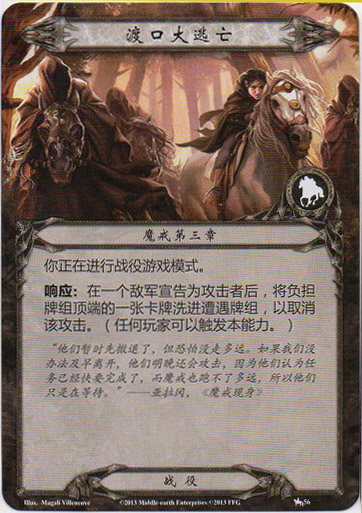 渡口大逃亡
魔戒第三章
你正在进行战役游戏模式。
响应：在一个敌军宣告为攻击者后，将负担
牌组顶端的一张卡牌洗进遭遇牌组，以取消
该攻击。（任何玩家可以触发本能力。）
“他们暂时先撤退了，但恐怕没走多远。如果我们没
办法及早离开，他们明晚还会攻击，因为他们认为任
务已经快要完成了，而魔戒也跑不了多远，所以他们
只是在等待。”——亚拉冈，《魔戒现身》
战役
Illus. Magali Villeneuve
©2013 Middle-earth Enterprises ©2013 FFG
56